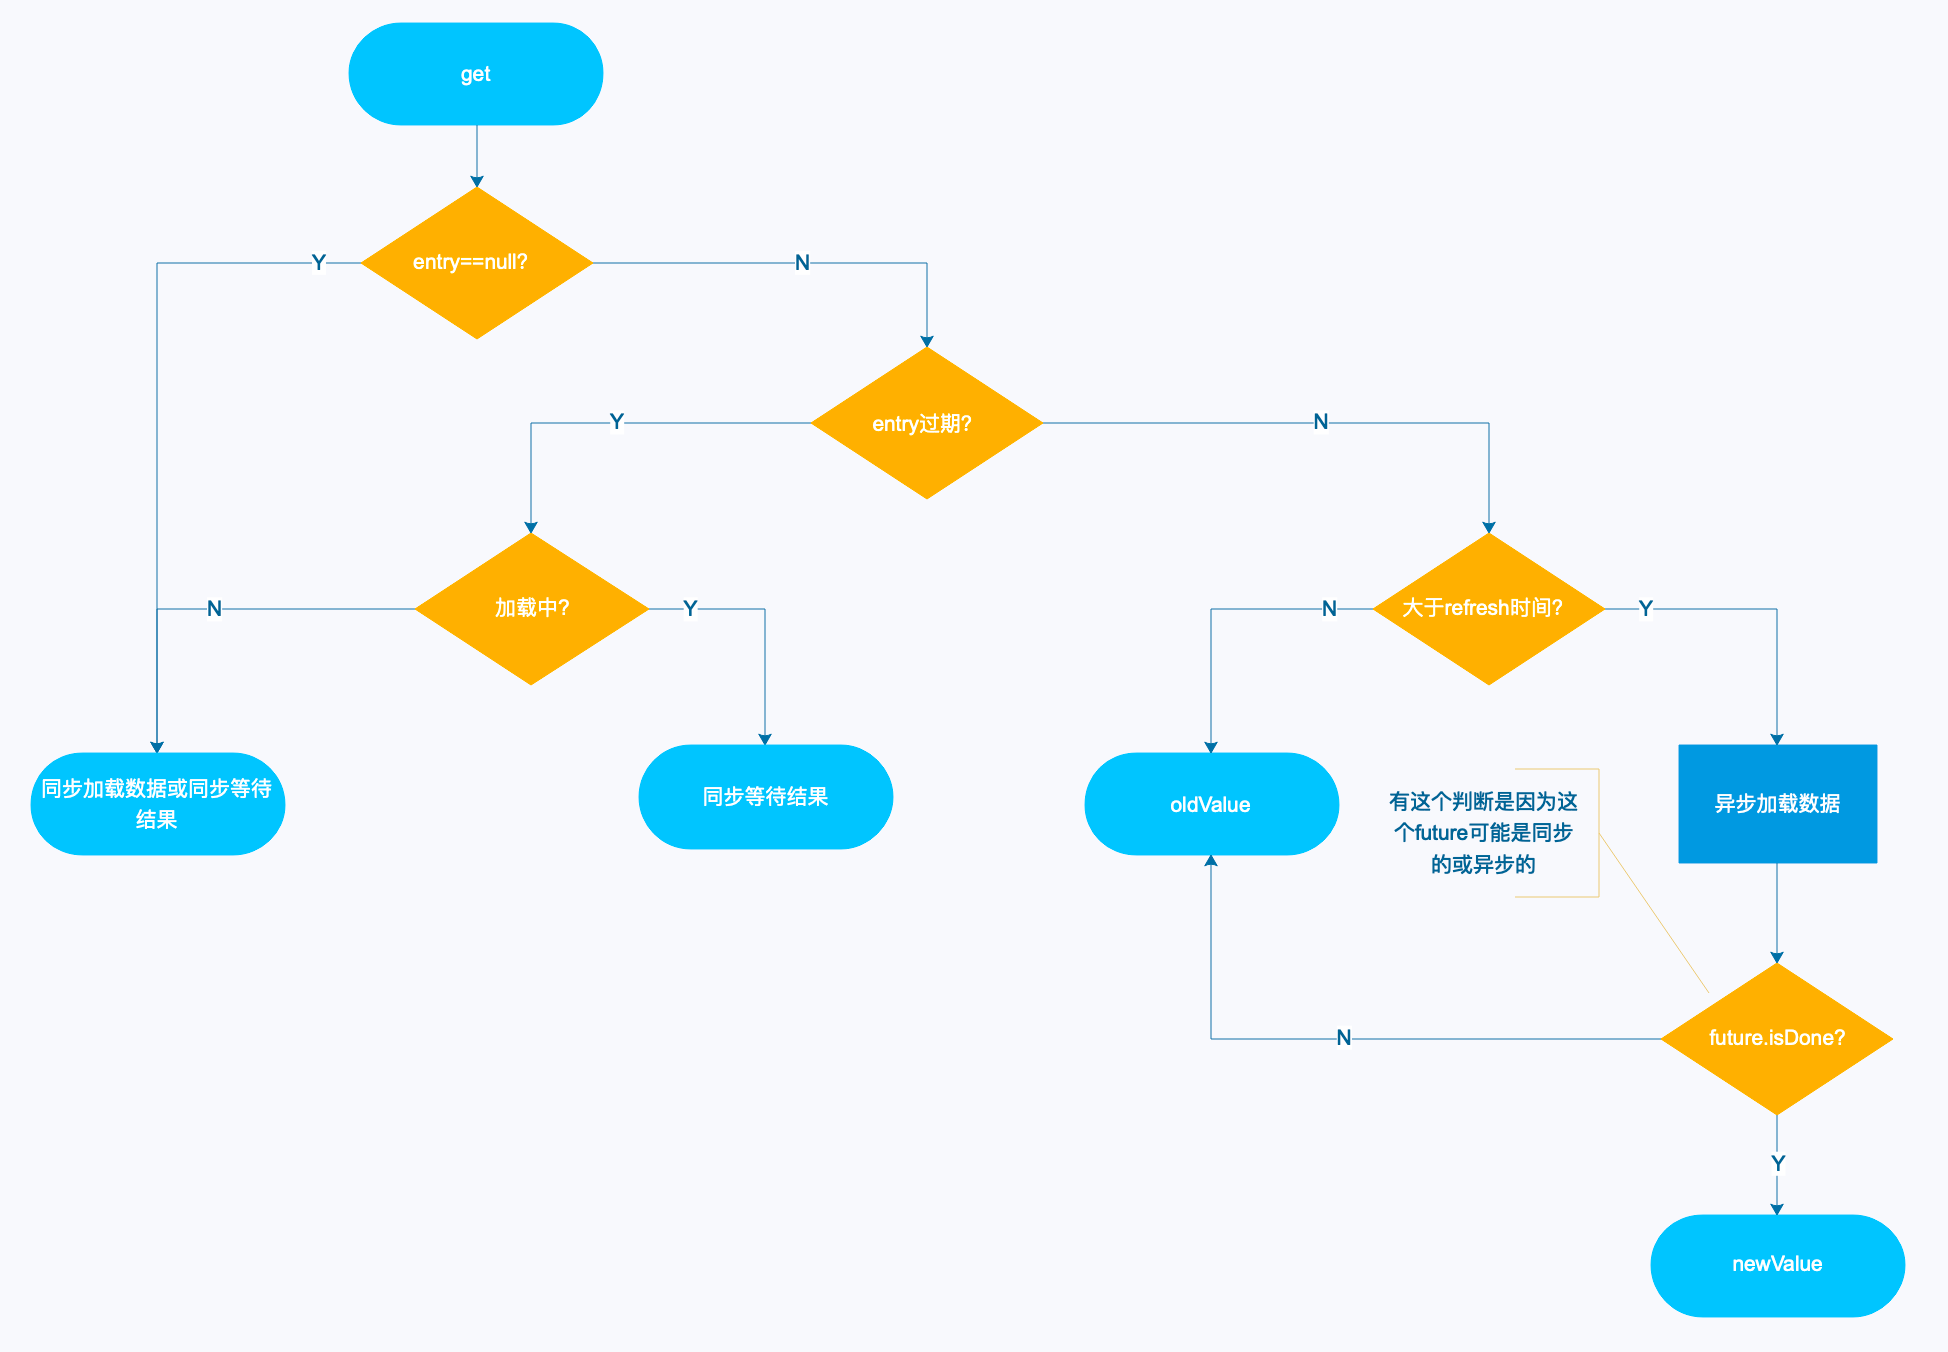 get
entry==null?
Y
N
entry过期?
Y
N
加载中?
N
Y
大于refresh时间?
N
Y
同步加载数据或同步等待
结果
同步等待结果
oldValue
有这个判断是因为这
个future可能是同步
的或异步的
异步加载数据
future.isDone?
N
Y
newValue